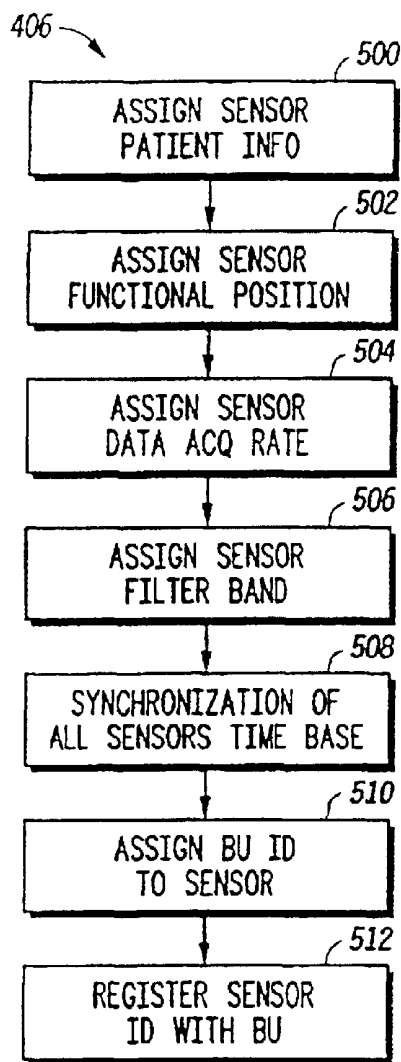 406
500
ASSIGN SENSOR
PATIENT INFO
502
ASSIGN SENSOR
FUNCTIONAL POSITION
504
ASSIGN SENSOR
DATA ACQ RATE
506
ASSIGN SENSOR
FILTER BAND
508
SYNCHRONIZATION OF
ALL SENSORS TIME BASE
510
ASSIGN BU ID
TO SENSOR
512
REGISTER SENSOR
ID WITH BU